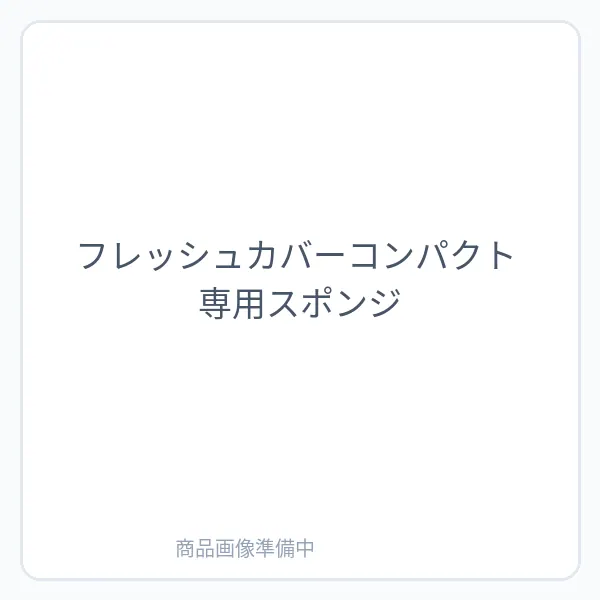 フレッシュカバーコンパクト
専用スポンジ
商品画像準備中